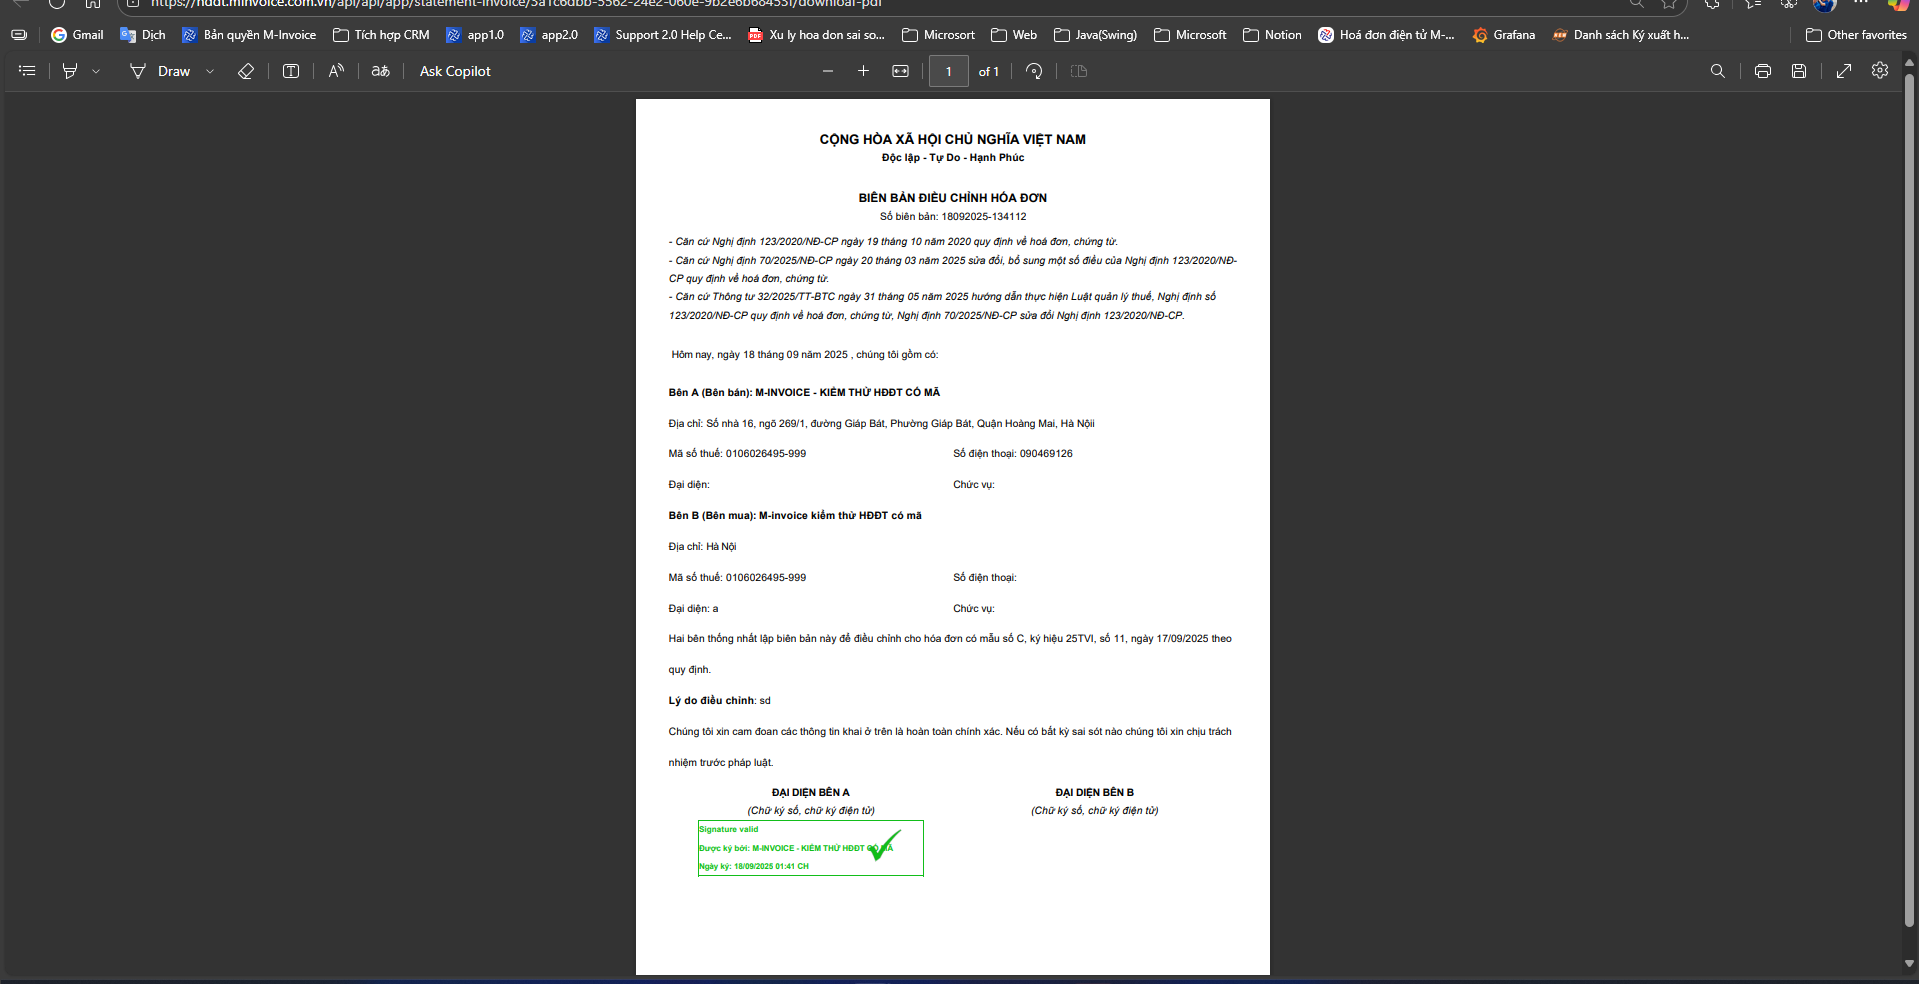 Gmail Dịch Bản quyền M-Invoice Tích hợp CRM app1.0 app2.0 Support 2.0 Help Ce... Xu ly hoa don sai so... Microsort Web Java(Swing) Microsoft Notion Hoá đơn điện tử M-... Grafana Danh sách Ký xuất h... Other favorites
Draw aあ Ask Copilot 1 of 1
CỘNG HÒA XÃ HỘI CHỦ NGHĨA VIỆT NAM
Độc lập - Tự Do - Hạnh Phúc
BIÊN BẢN ĐIỀU CHỈNH HÓA ĐƠN
Số biên bản: 18092025-134112
- Căn cứ Nghị định 123/2020/NĐ-CP ngày 19 tháng 10 năm 2020 quy định về hoá đơn, chứng từ.
- Căn cứ Nghị định 70/2025/NĐ-CP ngày 20 tháng 03 năm 2025 sửa đổi, bổ sung một số điều của Nghị định 123/2020/NĐ-
CP quy định về hoá đơn, chứng từ.
- Căn cứ Thông tư 32/2025/TT-BTC ngày 31 tháng 05 năm 2025 hướng dẫn thực hiện Luật quản lý thuế, Nghị định số
123/2020/NĐ-CP quy định về hoá đơn, chứng từ, Nghị định 70/2025/NĐ-CP sửa đổi Nghị định 123/2020/NĐ-CP.
Hôm nay, ngày 18 tháng 09 năm 2025 , chúng tôi gồm có:
Bên A (Bên bán): M-INVOICE - KIỂM THỬ HĐĐT CÓ MÃ
Địa chỉ: Số nhà 16, ngõ 269/1, đường Giáp Bát, Phường Giáp Bát, Quận Hoàng Mai, Hà Nộii
Mã số thuế: 0106026495-999 Số điện thoại: 090469126
Đại diện: Chức vụ:
Bên B (Bên mua): M-invoice kiểm thử HĐĐT có mã
Địa chỉ: Hà Nội
Mã số thuế: 0106026495-999 Số điện thoại:
Đại diện: a Chức vụ:
Hai bên thống nhất lập biên bản này để điều chỉnh cho hóa đơn có mẫu số C, ký hiệu 25TVI, số 11, ngày 17/09/2025 theo
quy định.
Lý do điều chỉnh: sd
Chúng tôi xin cam đoan các thông tin khai ở trên là hoàn toàn chính xác. Nếu có bất kỳ sai sót nào chúng tôi xin chịu trách
nhiệm trước pháp luật.
ĐẠI DIỆN BÊN A ĐẠI DIỆN BÊN B
(Chữ ký số, chữ ký điện tử) (Chữ ký số, chữ ký điện tử)
Signature valid
Được ký bởi: M-INVOICE - KIỂM THỬ HĐĐT CÓ MÃ
Ngày ký: 18/09/2025 01:41 CH